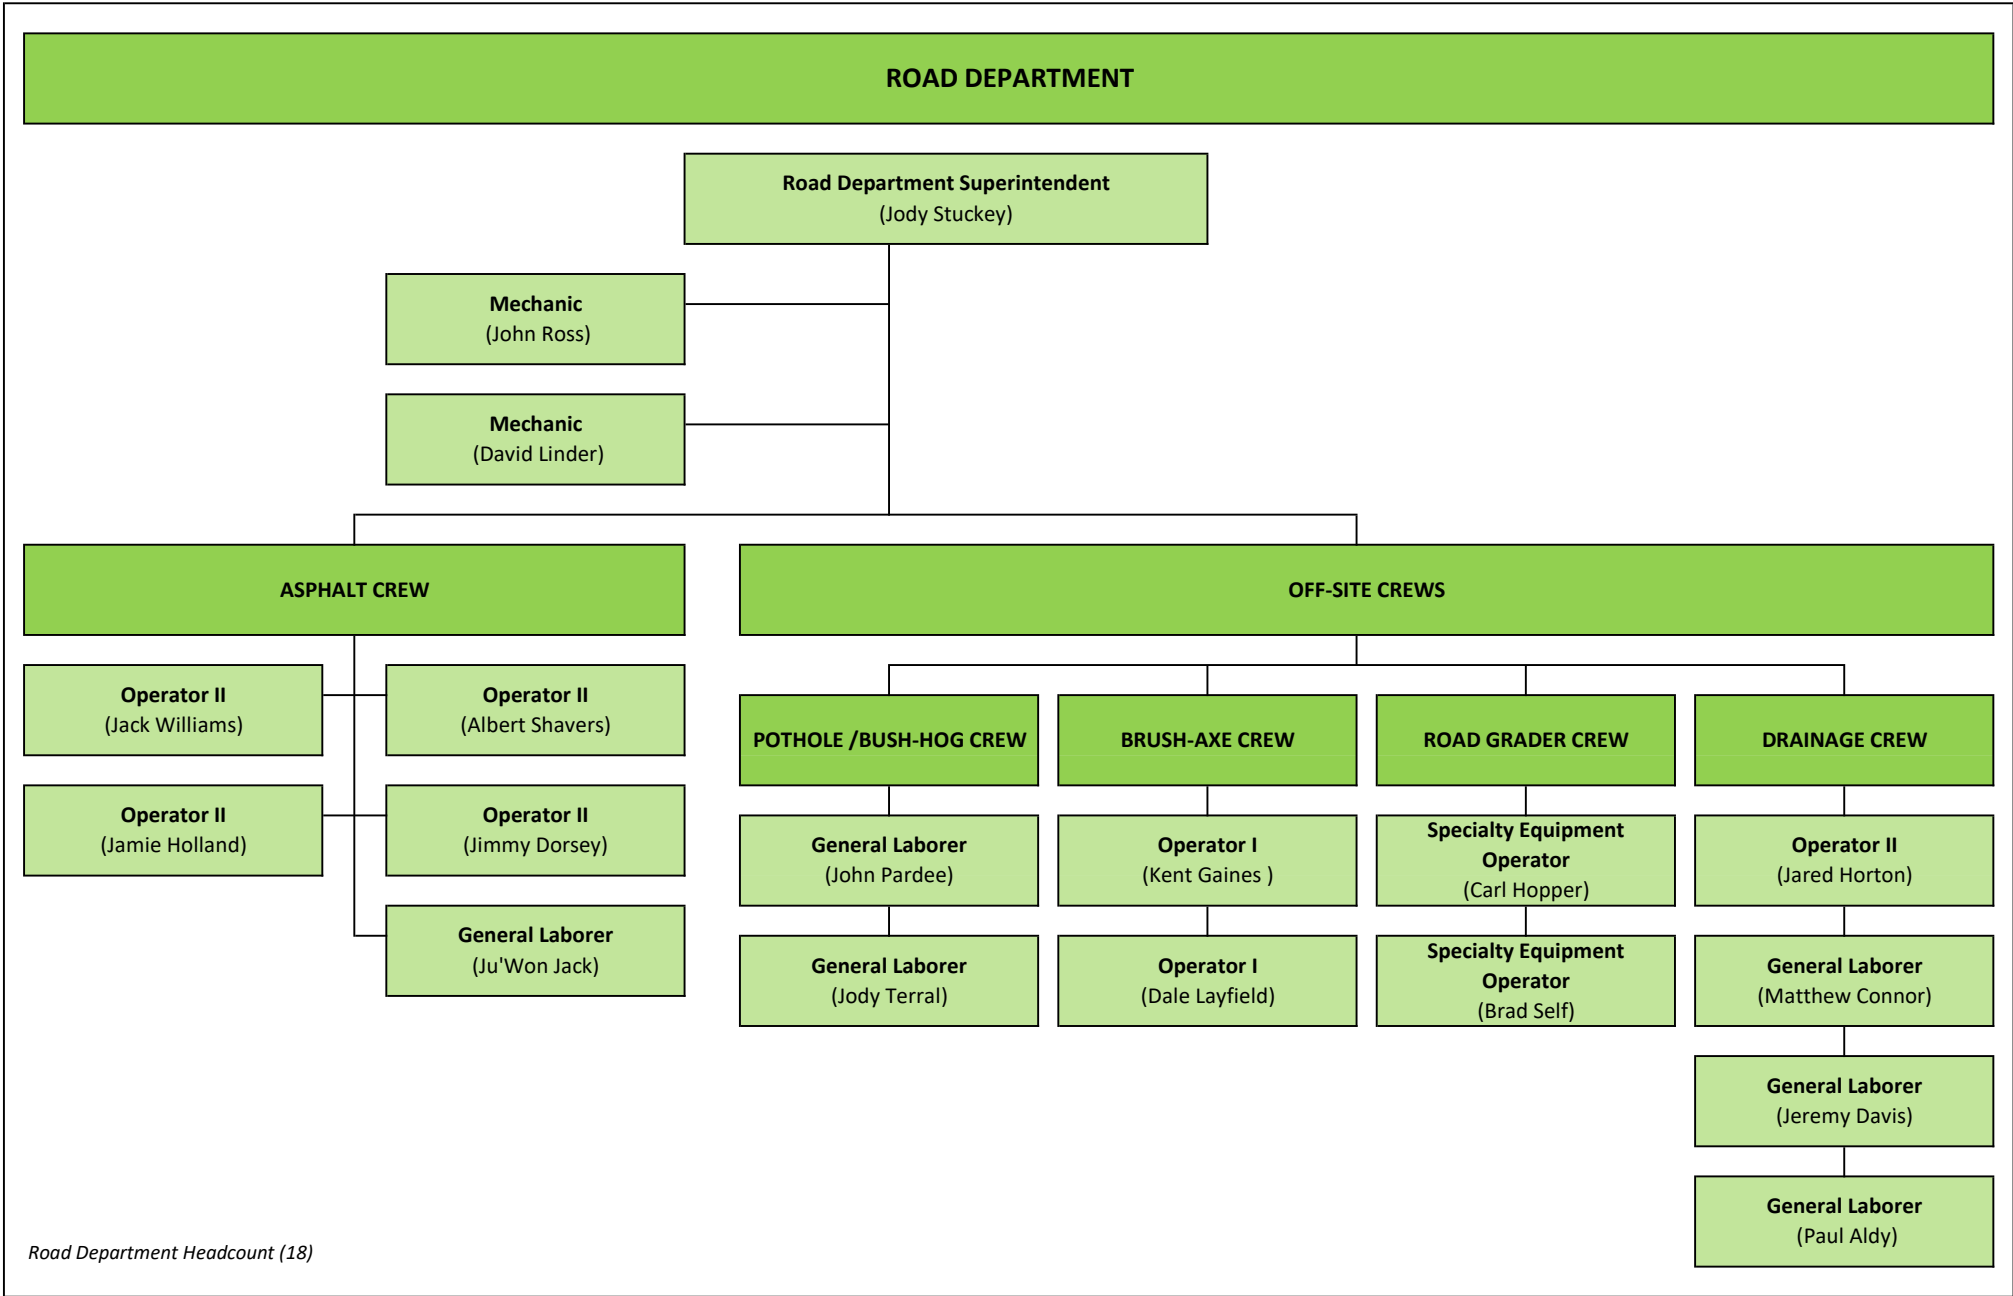 ROAD DEPARTMENT
Road Department Superintendent
(Jody Stuckey)
Mechanic
(John Ross)
Mechanic
(David Linder)
ASPHALT CREW
Operator II
(Jack Williams)
Operator II
(Albert Shavers)
Operator II
(Jamie Holland)
Operator II
(Jimmy Dorsey)
General Laborer
(Ju'Won Jack)
OFF-SITE CREWS
POTHOLE /BUSH-HOG CREW
General Laborer
(John Pardee)
General Laborer
(Jody Terral)
BRUSH-AXE CREW
Operator I
(Kent Gaines )
Operator I
(Dale Layfield)
ROAD GRADER CREW
Specialty Equipment
Operator
(Carl Hopper)
Specialty Equipment
Operator
(Brad Self)
DRAINAGE CREW
Operator II
(Jared Horton)
General Laborer
(Matthew Connor)
General Laborer
(Jeremy Davis)
General Laborer
(Paul Aldy)
Road Department Headcount (18)